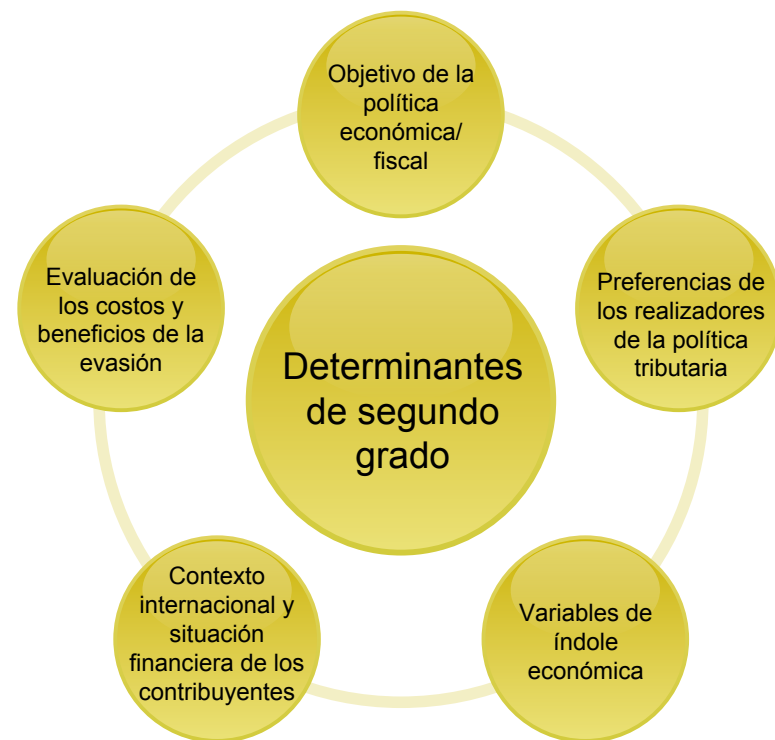 Objetivo de la
política
económica/
fiscal
Preferencias de
los realizadores
de la política
tributaria
Variables de
índole
económica
Contexto
internacional y
situación
financiera de los
contribuyentes
Evaluación de
los costos y
beneficios de la
evasión
Determinantes
de segundo
grado